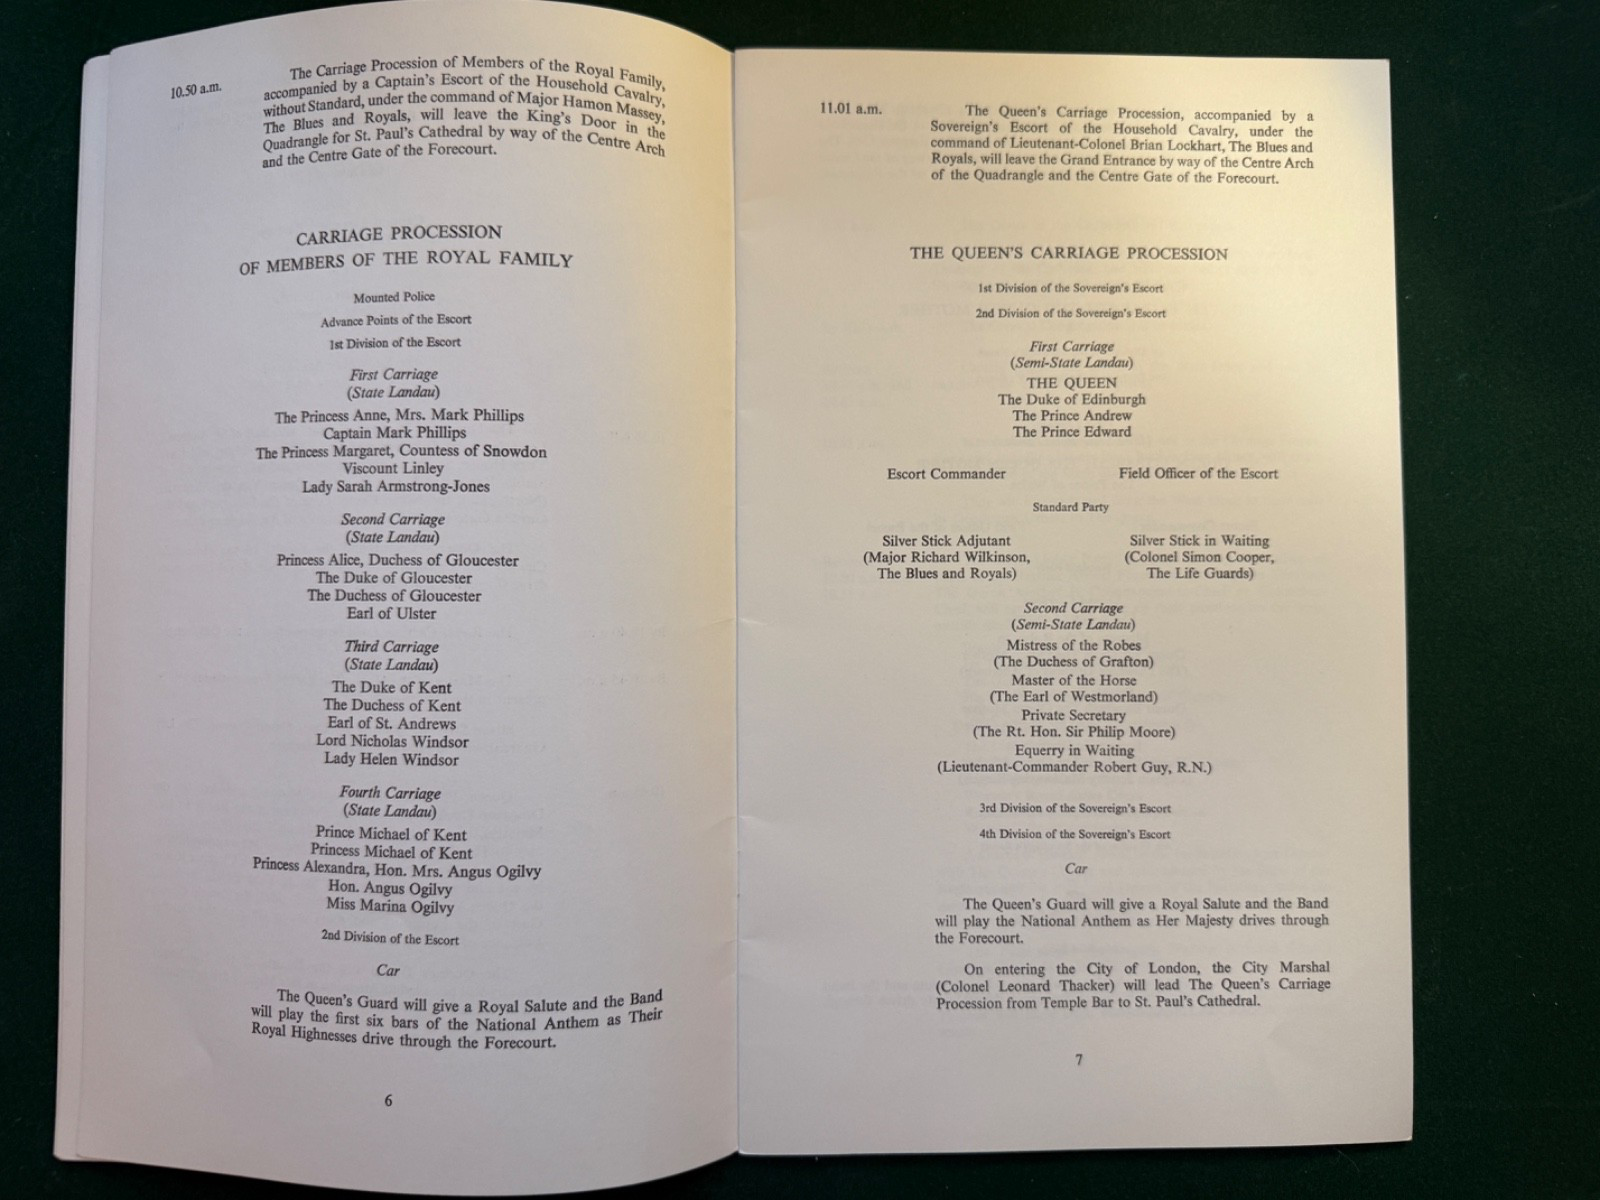 10.50 a.m.
The Carriage Procession of Members of the Royal Family,
accompanied by a Captain's Escort of the Household Cavalry,
without Standard, under the command of Major Hamon Massey,
The Blues and Royals, will leave the King's Door in the
Quadrangle for St. Paul's Cathedral by way of the Centre Arch
and the Centre Gate of the Forecourt.
CARRIAGE PROCESSION
OF MEMBERS OF THE ROYAL FAMILY
Mounted Police
Advance Points of the Escort
1st Division of the Escort
First Carriage
(State Landau)
The Princess Anne, Mrs. Mark Phillips
Captain Mark Phillips
The Princess Margaret, Countess of Snowdon
Viscount Linley
Lady Sarah Armstrong-Jones
Second Carriage
(State Landau)
Princess Alice, Duchess of Gloucester
The Duke of Gloucester
The Duchess of Gloucester
Earl of Ulster
Third Carriage
(State Landau)
The Duke of Kent
The Duchess of Kent
Earl of St. Andrews
Lord Nicholas Windsor
Lady Helen Windsor
Fourth Carriage
(State Landau)
Prince Michael of Kent
Princess Michael of Kent
Princess Alexandra, Hon. Mrs. Angus Ogilvy
Hon. Angus Ogilvy
Miss Marina Ogilvy
2nd Division of the Escort
Car
The Queen's Guard will give a Royal Salute and the Band
will play the first six bars of the National Anthem as Their
Royal Highnesses drive through the Forecourt.
6
11.01 a.m.
The Queen's Carriage Procession, accompanied by a
Sovereign's Escort of the Household Cavalry, under the
command of Lieutenant-Colonel Brian Lockhart, The Blues and
Royals, will leave the Grand Entrance by way of the Centre Arch
of the Quadrangle and the Centre Gate of the Forecourt.
THE QUEEN'S CARRIAGE PROCESSION
1st Division of the Sovereign's Escort
2nd Division of the Sovereign's Escort
First Carriage
(Semi-State Landau)
THE QUEEN
The Duke of Edinburgh
The Prince Andrew
The Prince Edward
Escort Commander
Field Officer of the Escort
Standard Party
Silver Stick Adjutant
(Major Richard Wilkinson,
The Blues and Royals)
Silver Stick in Waiting
(Colonel Simon Cooper,
The Life Guards)
Second Carriage
(Semi-State Landau)
Mistress of the Robes
(The Duchess of Grafton)
Master of the Horse
(The Earl of Westmorland)
Private Secretary
(The Rt. Hon. Sir Philip Moore)
Equerry in Waiting
(Lieutenant-Commander Robert Guy, R.N.)
3rd Division of the Sovereign's Escort
4th Division of the Sovereign's Escort
Car
The Queen's Guard will give a Royal Salute and the Band
will play the National Anthem as Her Majesty drives through
the Forecourt.
On entering the City of London, the City Marshal
(Colonel Leonard Thacker) will lead The Queen's Carriage
Procession from Temple Bar to St. Paul's Cathedral.
7